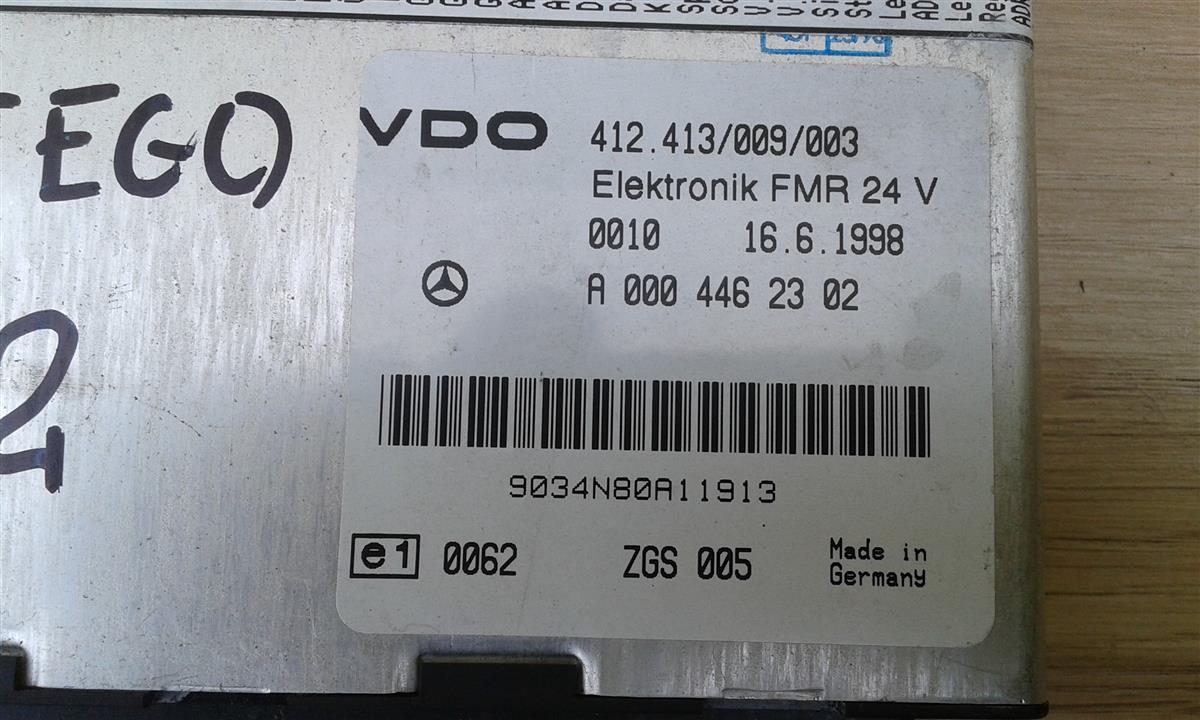 EGO)
2
VDO
412.413/009/003
Elektronik FMR 24 V
0010 16.6.1998
A 000 446 23 02
9034N80A11913
e1 0062 ZGS 005 Made in
Germany